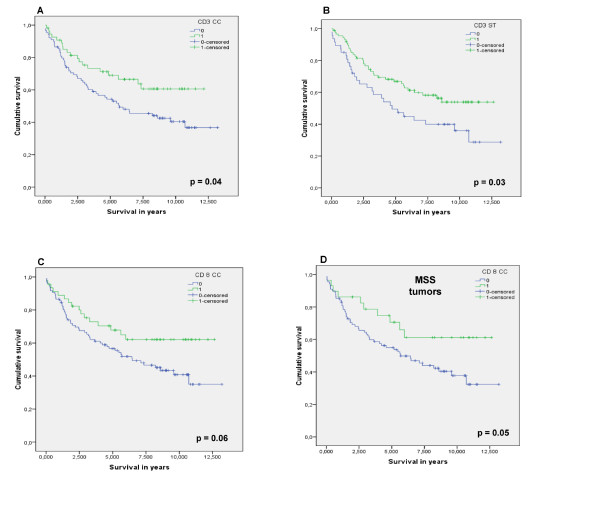 A
CD3 CC
0
1
0-censored
1-censored
Cumulative survival
1,0
0,8
0,6
0,4
0,2
0,0
0,000 2,500 5,000 7,500 10,000 12,500
Survival in years
p = 0.04
B
CD3 ST
0
1
0-censored
1-censored
Cumulative survival
1,0
0,8
0,6
0,4
0,2
0,0
0,000 2,500 5,000 7,500 10,000 12,500
Survival in years
p = 0.03
C
CD 8 CC
0
1
0-censored
1-censored
Cumulative survival
1,0
0,8
0,6
0,4
0,2
0,0
0,000 2,500 5,000 7,500 10,000 12,500
Survival in years
p = 0.06
D
MSS
tumors
CD 8 CC
0
1
0-censored
1-censored
Cumulative survival
1,0
0,8
0,6
0,4
0,2
0,0
0,000 2,500 5,000 7,500 10,000 12,500
Survival in years
p = 0.05